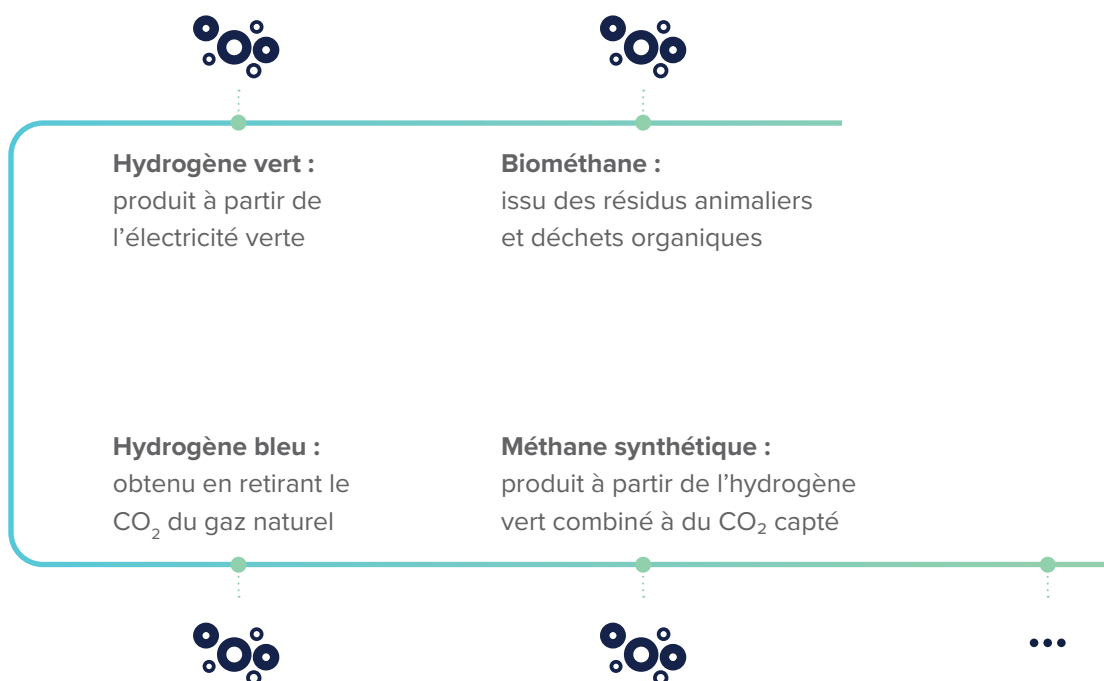 Hydrogène vert :
produit à partir de
l’électricité verte
Biométhane :
issu des résidus animaliers
et déchets organiques
Hydrogène bleu :
obtenu en retirant le
CO₂ du gaz naturel
Méthane synthétique :
produit à partir de l’hydrogène
vert combiné à du CO₂ capté
...